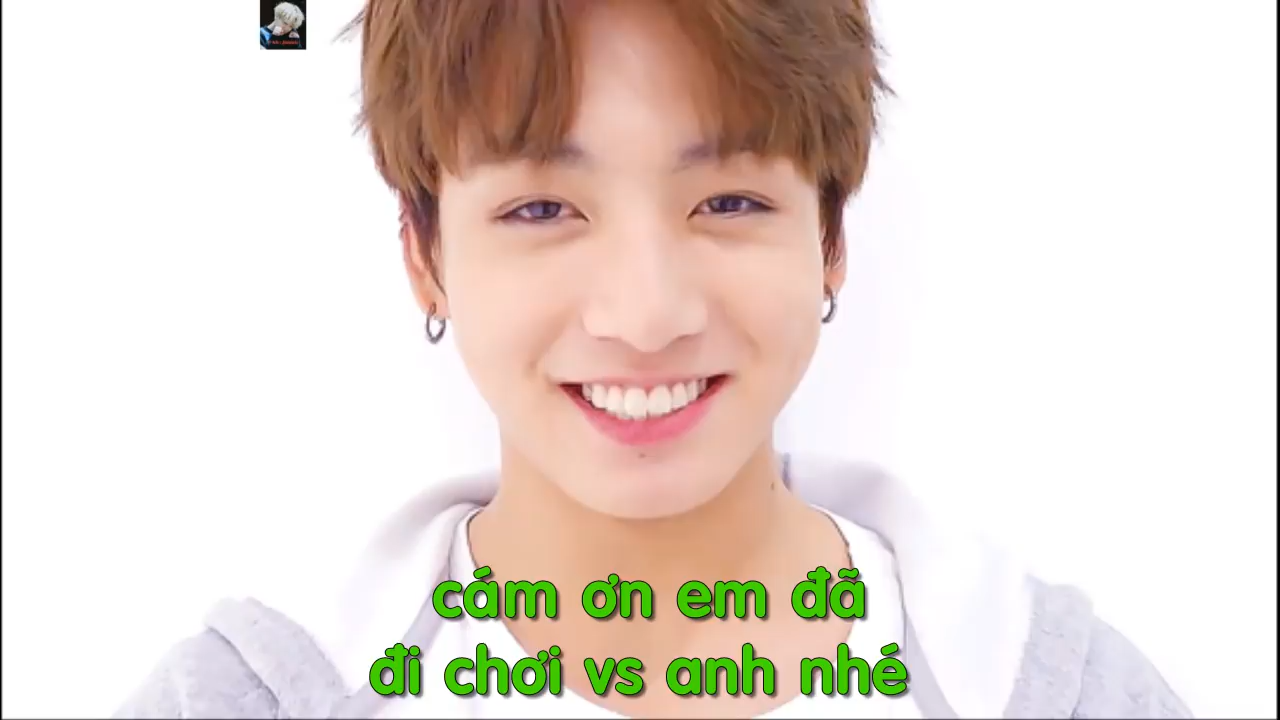 cám ơn em đã
đi chơi vs anh nhé